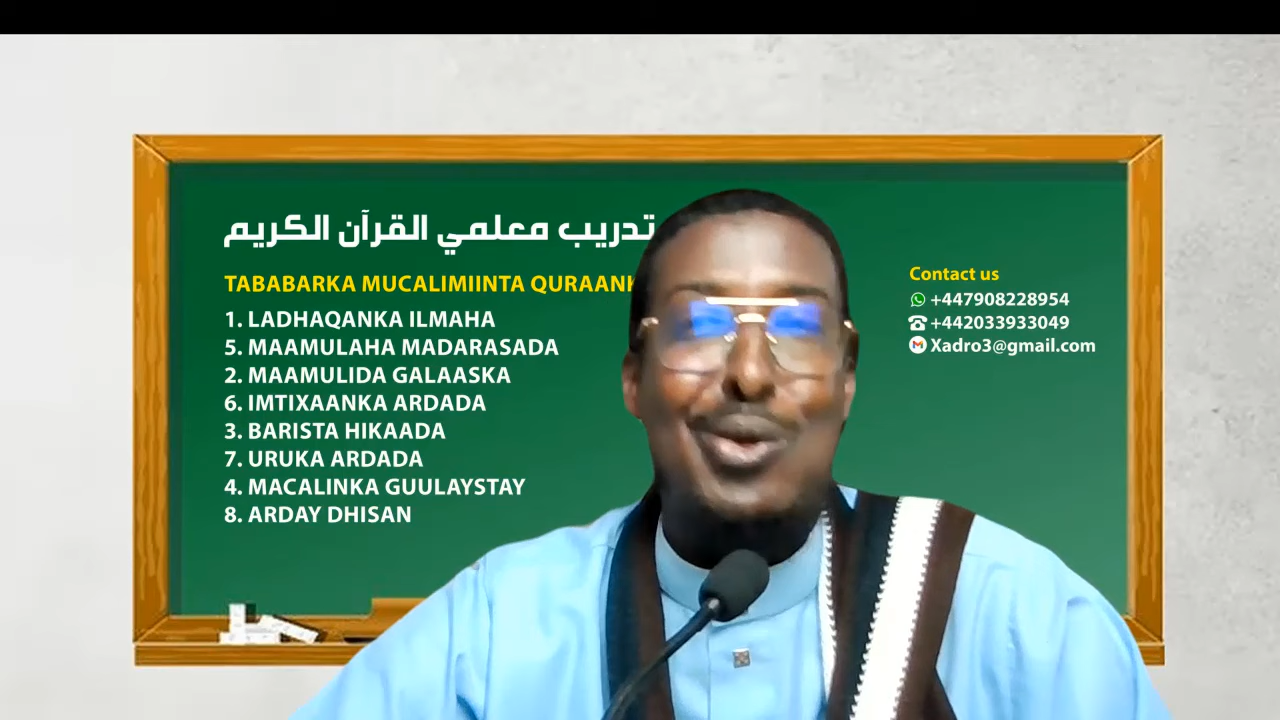 تدريب معلمي القرآن الكريم
TABABARKA MUCALIMIINTA
1. LADHAQANKA ILMAHA
5. MAAMULAHA MADARASADA
2. MAAMULIDA GALAASKA
6. IMTIXAANKA ARDADA
3. BARISTA HIKAADA
7. URUKA ARDADA
4. MACALINKA GUULAYSTAY
8. ARDAY DHISAN
Contact us
+447908228954
+442033933049
Xadro3@gmail.com